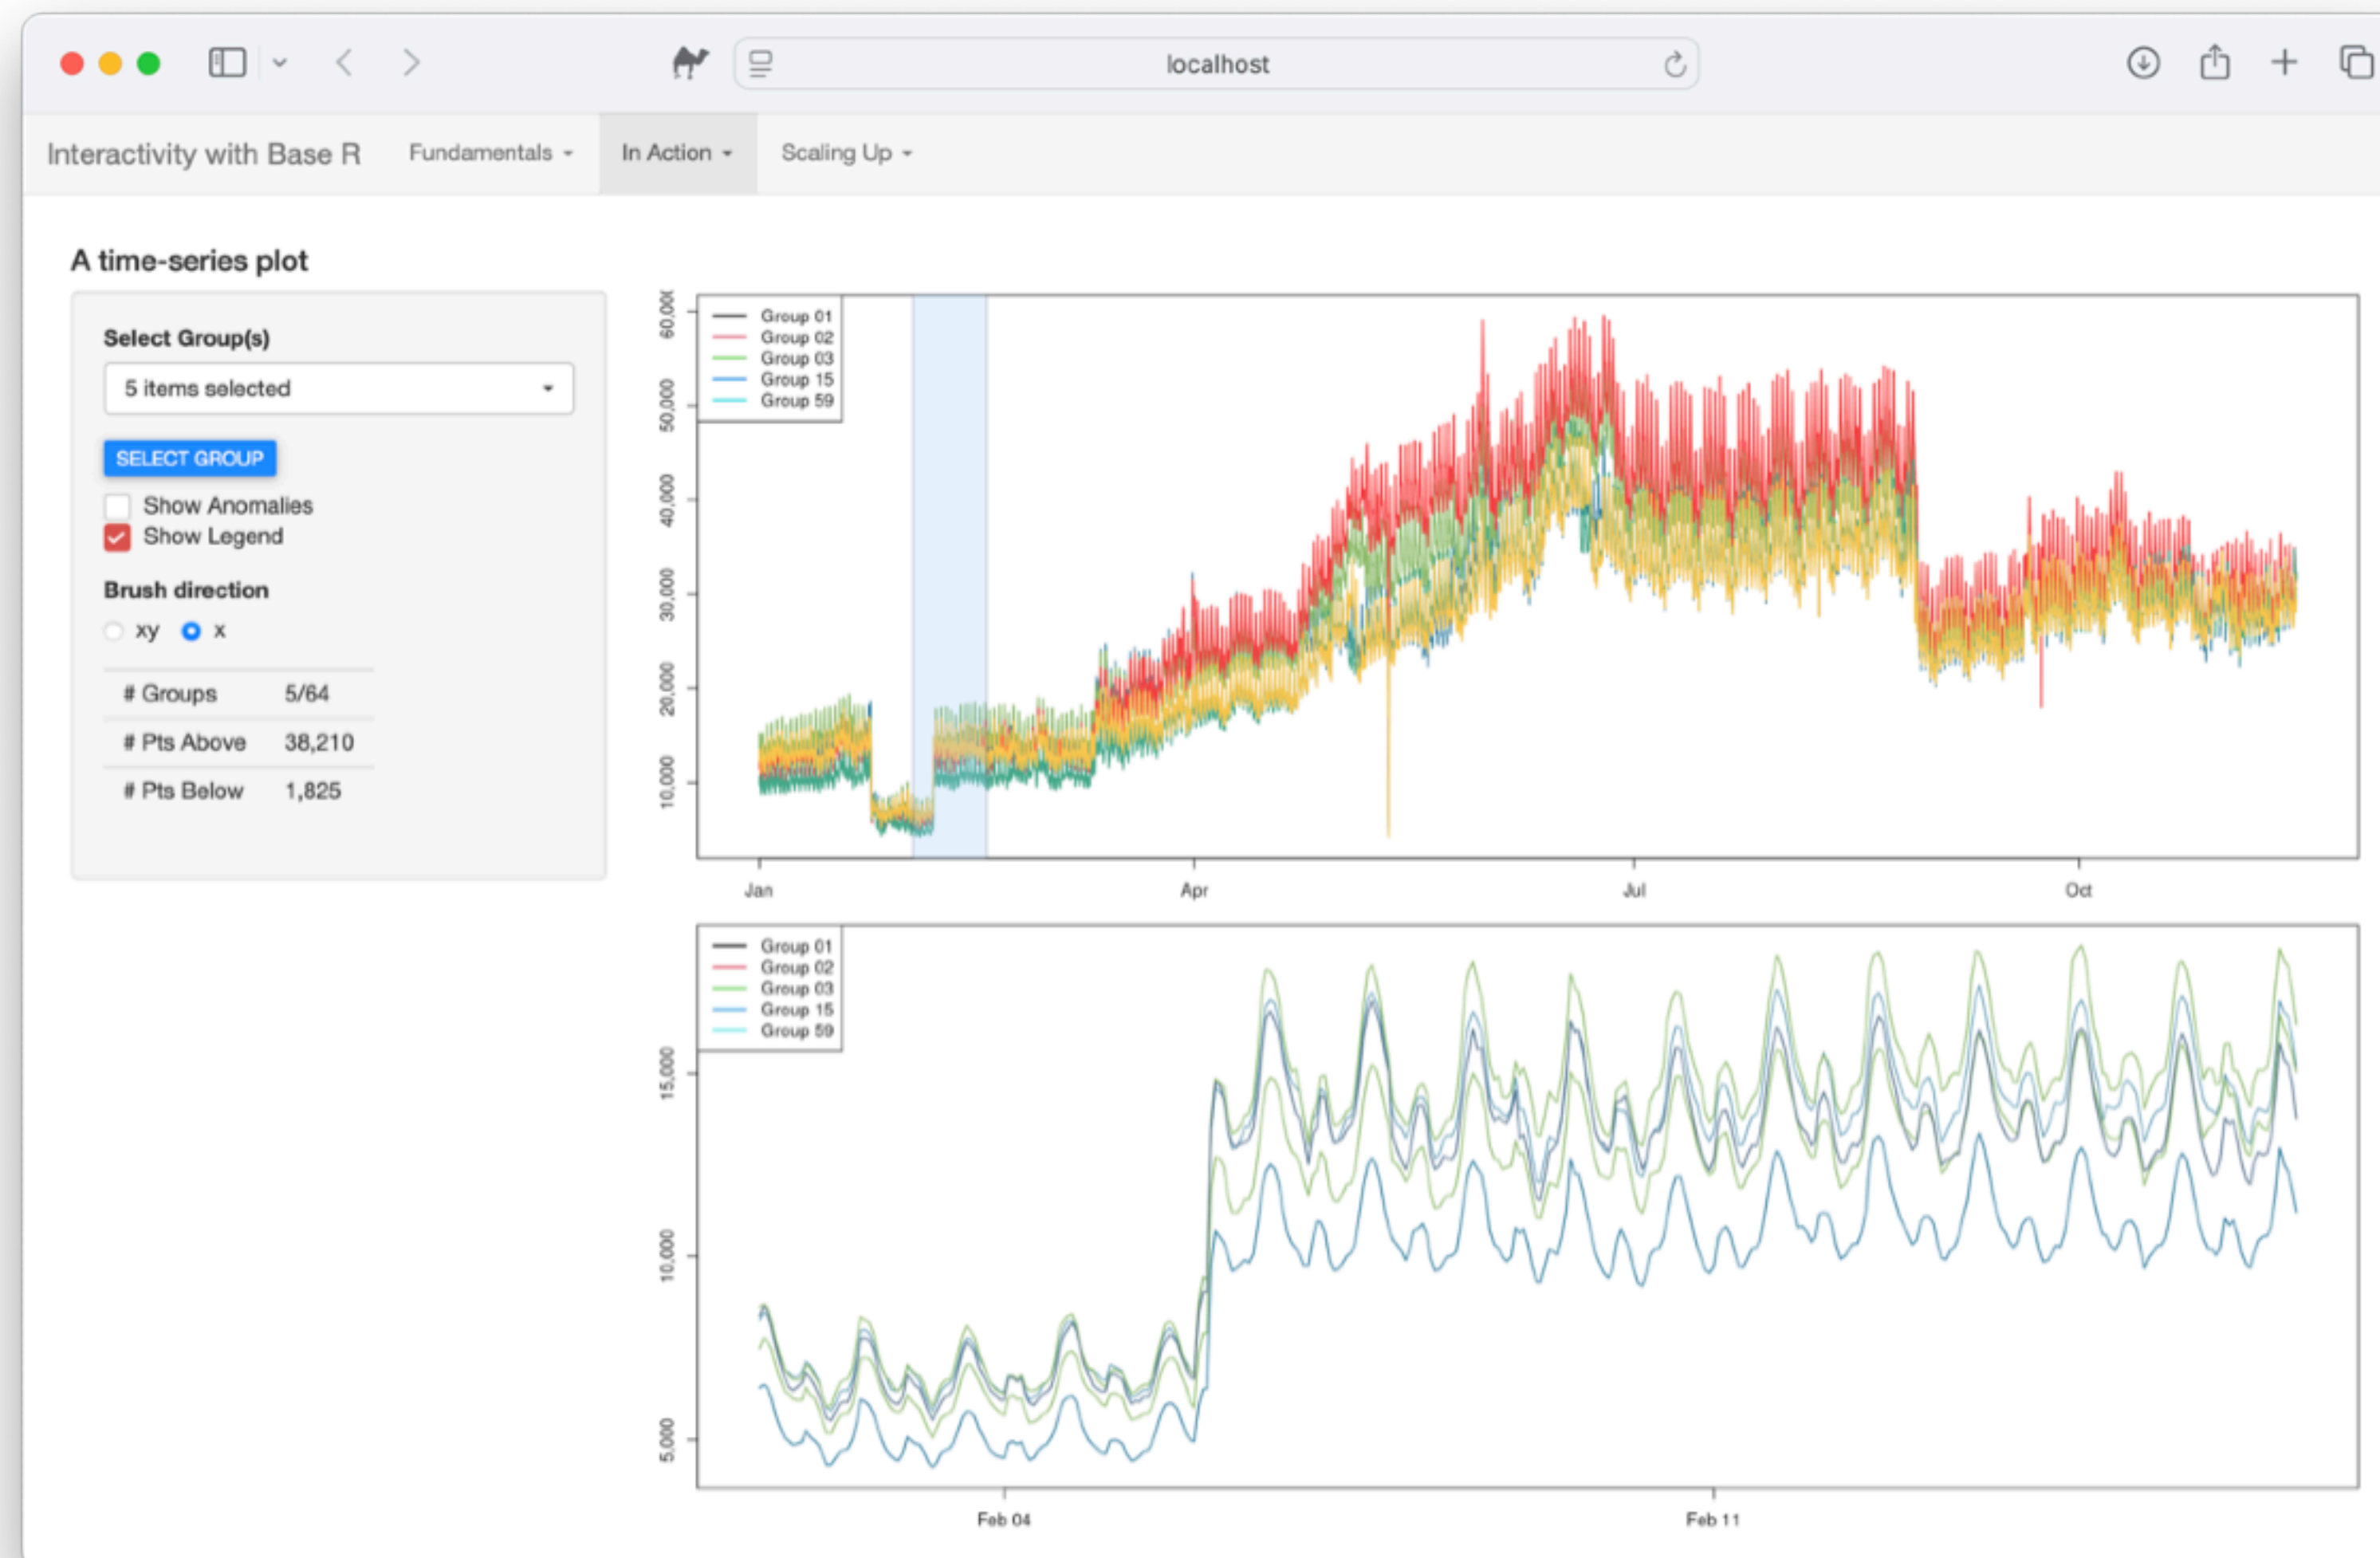 localhost
Interactivity with Base R Fundamentals In Action Scaling Up
A time-series plot
Select Group(s)
5 items selected
SELECT GROUP
Show Anomalies
Show Legend
Brush direction
xy x
# Groups 5/64
# Pts Above 38,210
# Pts Below 1,825
Group 01
Group 02
Group 03
Group 15
Group 59
50,000
40,000
30,000
20,000
10,000
Jan Apr Jul Oct
Group 01
Group 02
Group 03
Group 15
Group 59
15,000
10,000
5,000
Feb 04 Feb 11